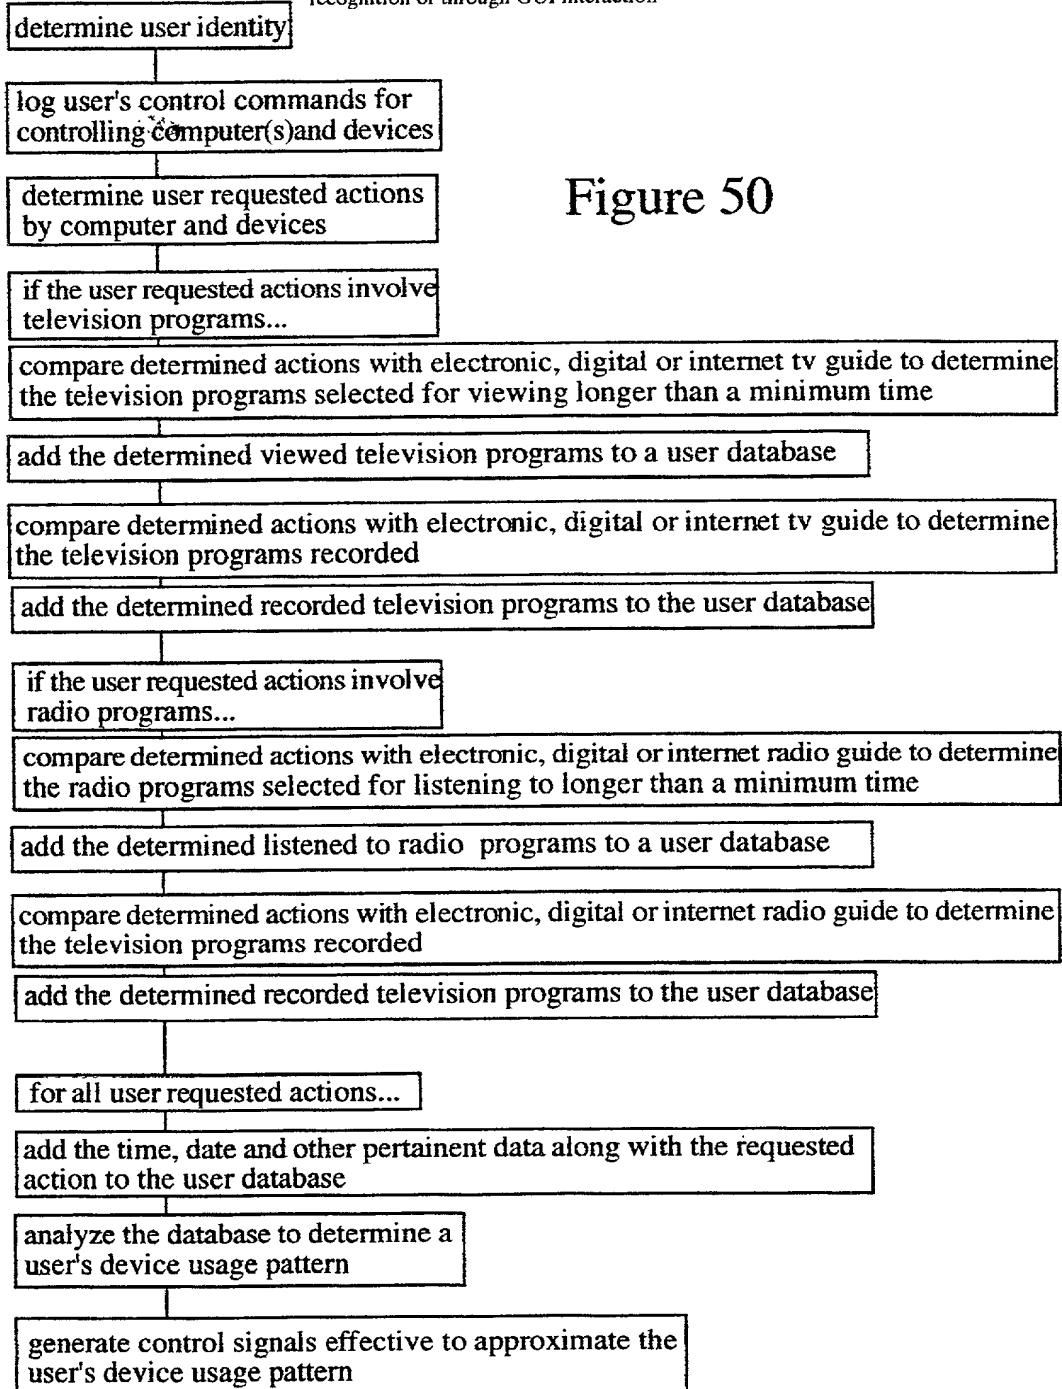 recognition or through GUI interaction
determine user identity
log user's control commands for
controlling computer(s)and devices
determine user requested actions
by computer and devices
Figure 50
if the user requested actions involve
television programs...
compare determined actions with electronic, digital or internet tv guide to determine
the television programs selected for viewing longer than a minimum time
add the determined viewed television programs to a user database
compare determined actions with electronic, digital or internet tv guide to determine
the television programs recorded
add the determined recorded television programs to the user database
if the user requested actions involve
radio programs...
compare determined actions with electronic, digital or internet radio guide to determine
the radio programs selected for listening to longer than a minimum time
add the determined listened to radio programs to a user database
compare determined actions with electronic, digital or internet radio guide to determine
the television programs recorded
add the determined recorded television programs to the user database
for all user requested actions...
add the time, date and other pertainent data along with the requested
action to the user database
analyze the database to determine a
user's device usage pattern
generate control signals effective to approximate the
user's device usage pattern